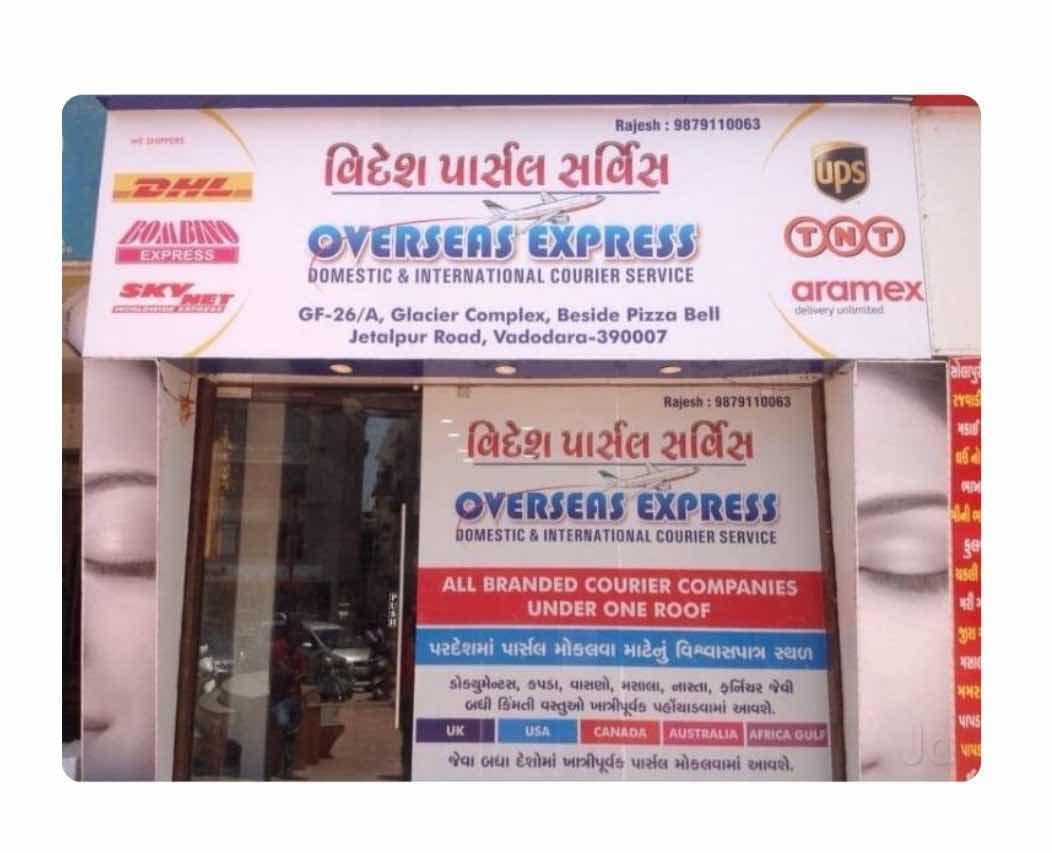 Rajesh : 9879110063
WE SHIPPERS
વિદેશ પાર્સલ સર્વિસ
DHL
BOMBINO
EXPRESS
SKY NET
WORLDWIDE EXPRESS
OVERSEAS EXPRESS
DOMESTIC & INTERNATIONAL COURIER SERVICE
GF-26/A, Glacier Complex, Beside Pizza Bell
Jetalpur Road, Vadodara-390007
ups
TNT
aramex
delivery unlimited
Rajesh : 9879110063
વિદેશ પાર્સલ સર્વિસ
OVERSEAS EXPRESS
DOMESTIC & INTERNATIONAL COURIER SERVICE
ALL BRANDED COURIER COMPANIES
UNDER ONE ROOF
પરદેશમાં પાર્સલ મોકલવા માટેનું વિશ્વાસપાત્ર સ્થળ
ડોક્યુમેન્ટસ, કપડા, વાસણો, મસાલા, નાસ્તા, ફર્નિચર જેવી
બધી કિંમતી વસ્તુઓ ખાત્રીપૂર્વક પહોંચાડવામાં આવશે.
UK USA CANADA AUSTRALIA AFRICA GULF
જેવા બધા દેશોમાં ખાત્રીપૂર્વક પાર્સલ મોકલવામાં આવશે.
PUSH